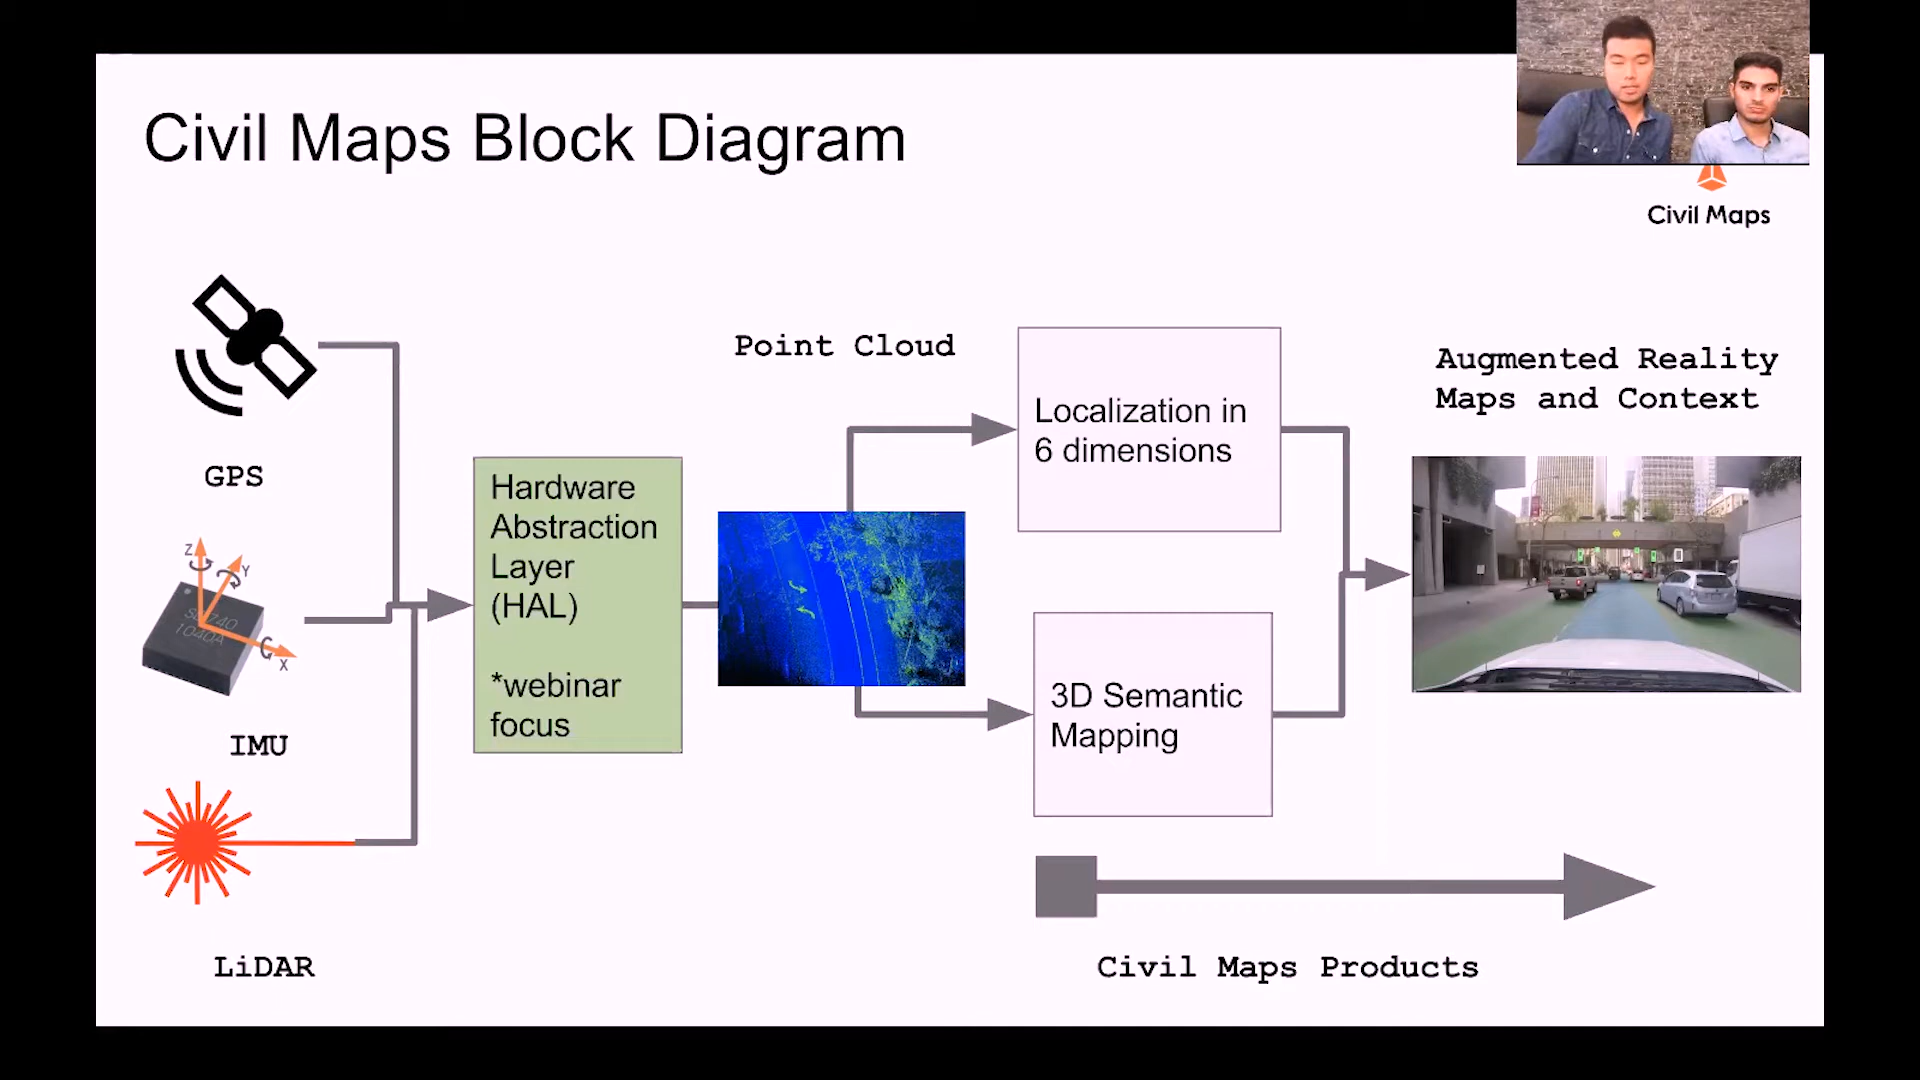 Civil Maps Block Diagram
Civil Maps
GPS
Z
Y
X
IMU
LiDAR
Hardware
Abstraction
Layer
(HAL)
*webinar
focus
Point Cloud
Localization in
6 dimensions
3D Semantic
Mapping
Augmented Reality
Maps and Context
Civil Maps Products